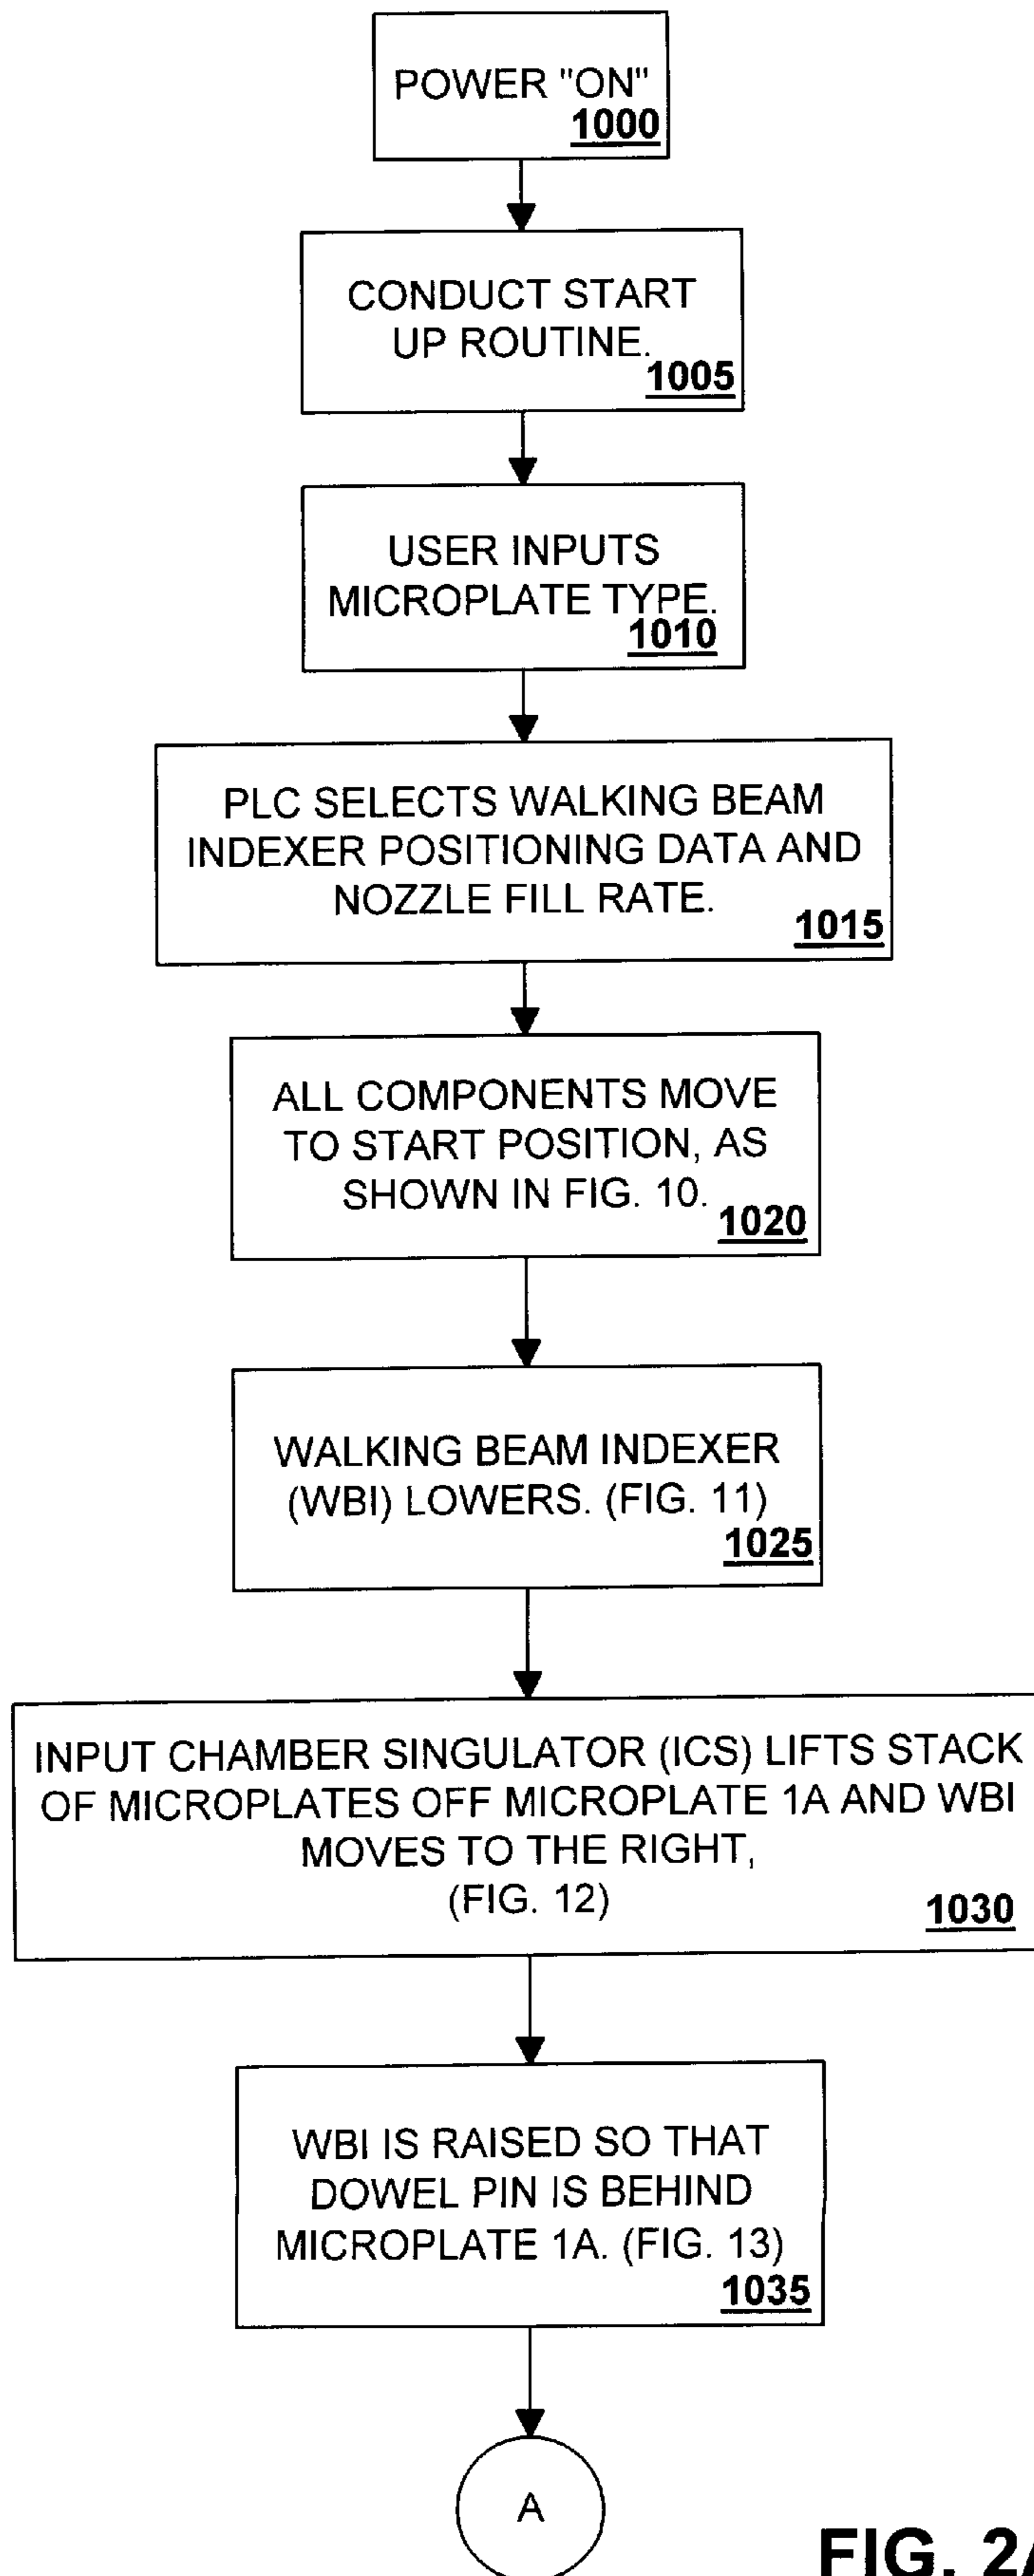 POWER "ON"
1000
CONDUCT START
UP ROUTINE.
1005
USER INPUTS
MICROPLATE TYPE.
1010
PLC SELECTS WALKING BEAM
INDEXER POSITIONING DATA AND
NOZZLE FILL RATE.
1015
ALL COMPONENTS MOVE
TO START POSITION, AS
SHOWN IN FIG. 10.
1020
WALKING BEAM INDEXER
(WBI) LOWERS. (FIG. 11)
1025
INPUT CHAMBER SINGULATOR (ICS) LIFTS STACK
OF MICROPLATES OFF MICROPLATE 1A AND WBI
MOVES TO THE RIGHT,
(FIG. 12)
1030
WBI IS RAISED SO THAT
DOWEL PIN IS BEHIND
MICROPLATE 1A. (FIG. 13)
1035
A
FIG. 2A